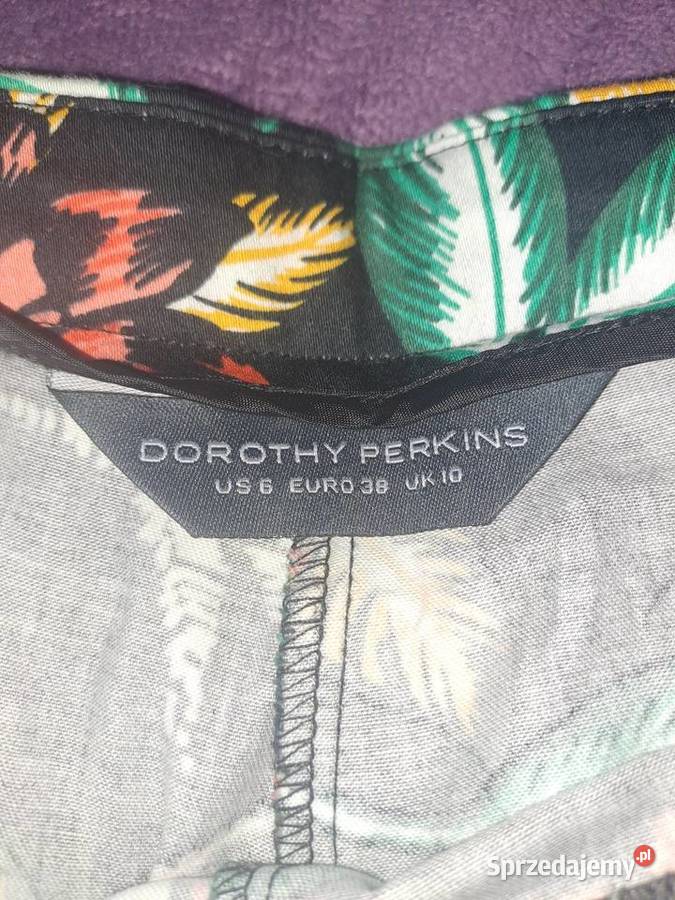 DOROTHY PERKINS
US 6 EURO 38 UK 10
Sprzedajemy.pl